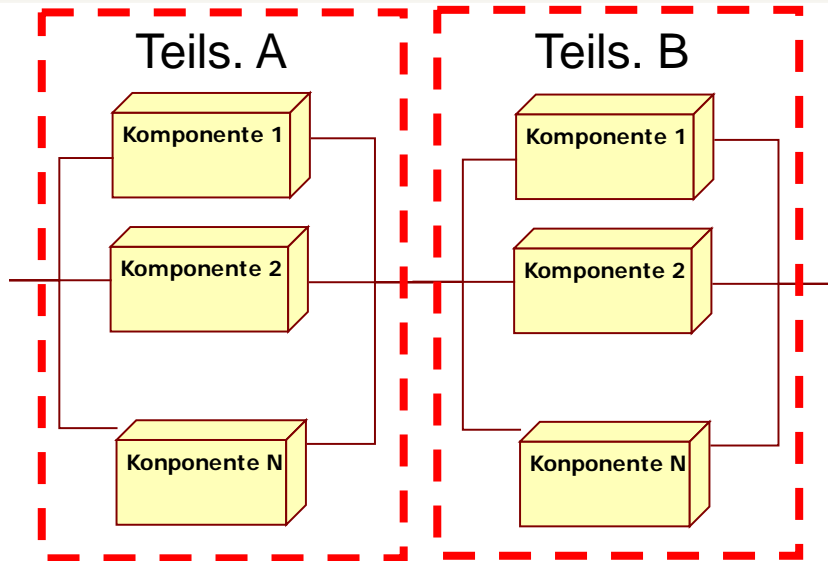 Teils. A
Komponente 1
Komponente 2
Konponente N
Teils. B
Komponente 1
Komponente 2
Konponente N